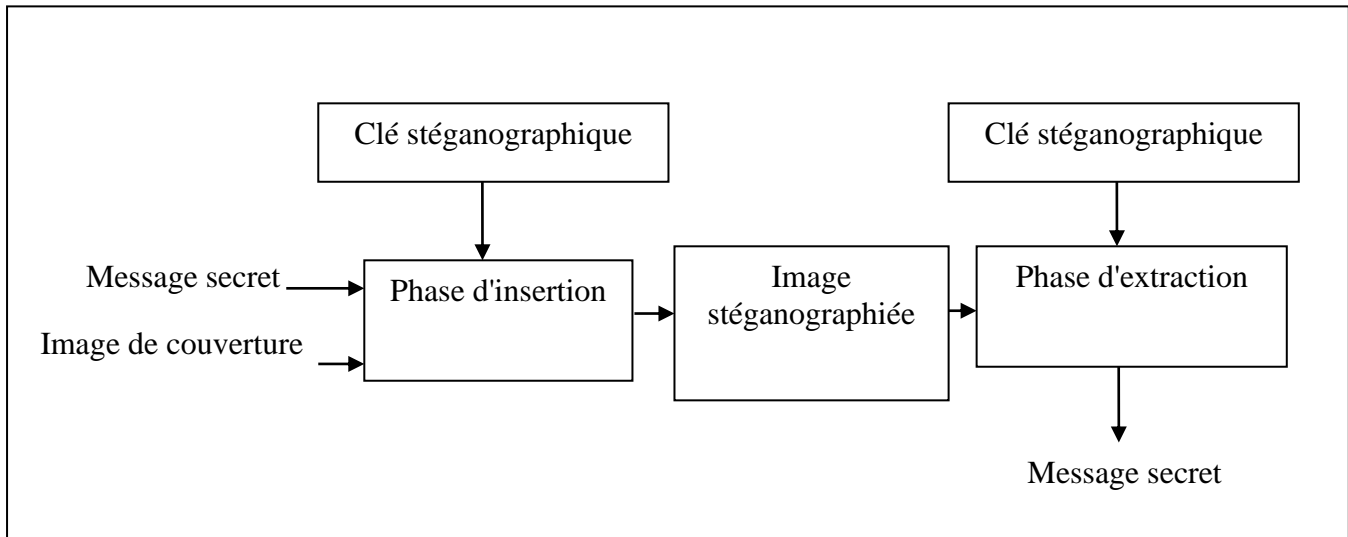 Clé stéganographique
Clé stéganographique
Message secret
Image de couverture
Phase d'insertion
Image
stéganographiée
Phase d'extraction
Message secret